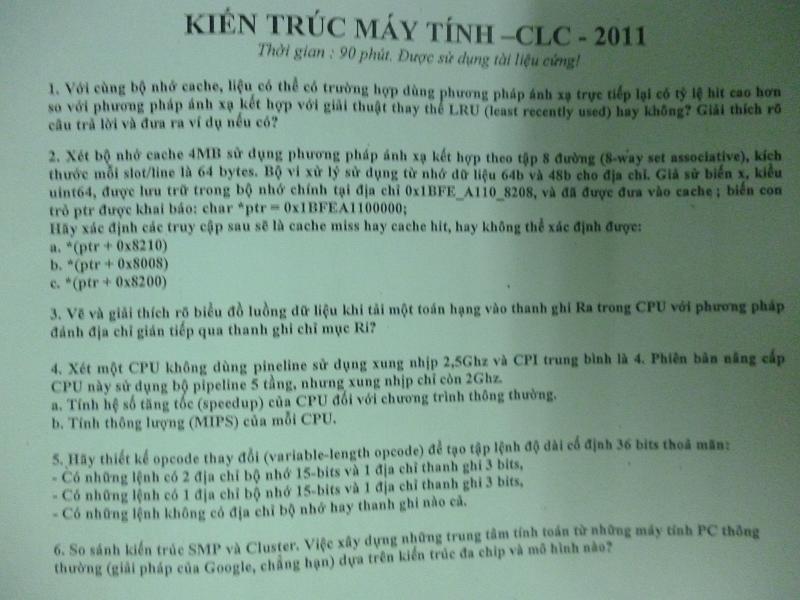 KIẾN TRÚC MÁY TÍNH –CLC - 2011
Thời gian : 90 phút. Được sử dụng tài liệu cứng!
1. Với cùng bộ nhớ cache, liệu có thể có trường hợp dùng phương pháp ánh xạ trực tiếp lại có tỷ lệ hit cao hơn
so với phương pháp ánh xạ kết hợp với giải thuật thay thế LRU (least recently used) hay không? Giải thích rõ
câu trả lời và đưa ra ví dụ nếu có?
2. Xét bộ nhớ cache 4MB sử dụng phương pháp ánh xạ kết hợp theo tập 8 đường (8-way set associative), kích
thước mỗi slot/line là 64 bytes. Bộ vi xử lý sử dụng từ nhớ dữ liệu 64b và 48b cho địa chỉ. Giả sử biến x, kiểu
uint64, được lưu trữ trong bộ nhớ chính tại địa chỉ 0x1BFE_A110_8208, và đã được đưa vào cache ; biến con
trỏ ptr được khai báo: char *ptr = 0x1BFEA1100000;
Hãy xác định các truy cập sau sẽ là cache miss hay cache hit, hay không thể xác định được:
a. *(ptr + 0x8210)
b. *(ptr + 0x8008)
c. *(ptr + 0x8200)
3. Vẽ và giải thích rõ biểu đồ luồng dữ liệu khi tải một toán hạng vào thanh ghi Ra trong CPU với phương pháp
đánh địa chỉ gián tiếp qua thanh ghi chỉ mục Ri?
4. Xét một CPU không dùng pineline sử dụng xung nhịp 2,5Ghz và CPI trung bình là 4. Phiên bản nâng cấp
CPU này sử dụng bộ pipeline 5 tầng, nhưng xung nhịp chỉ còn 2Ghz.
a. Tính hệ số tăng tốc (speedup) của CPU đối với chương trình thông thường.
b. Tính thông lượng (MIPS) của mỗi CPU.
5. Hãy thiết kế opcode thay đổi (variable-length opcode) để tạo tập lệnh độ dài cố định 36 bits thoả mãn:
- Có những lệnh có 2 địa chỉ bộ nhớ 15-bits và 1 địa chỉ thanh ghi 3 bits,
- Có những lệnh có 1 địa chỉ bộ nhớ 15-bits và 1 địa chỉ thanh ghi 3 bits,
- Có những lệnh không có địa chỉ bộ nhớ hay thanh ghi nào cả.
6. So sánh kiến trúc SMP và Cluster. Việc xây dựng những trung tâm tính toán từ những máy tính PC thông
thường (giải pháp của Google, chẳng hạn) dựa trên kiến trúc đa chip và mô hình nào?